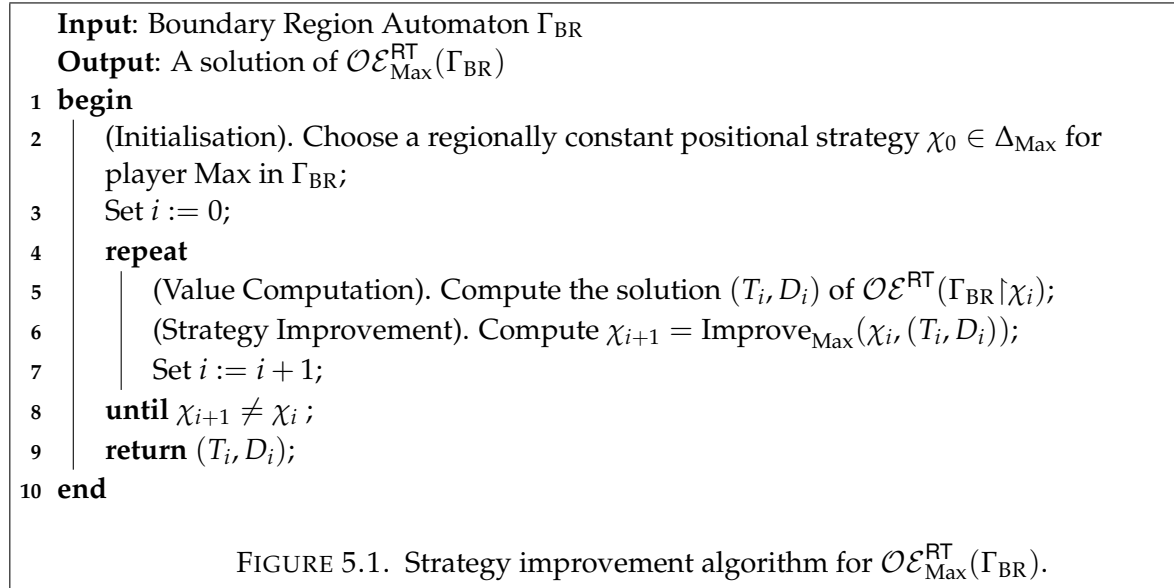 Input: Boundary Region Automaton Γ_BR
Output: A solution of 𝒪ℰ^RT_Max(Γ_BR)
1 begin
2 (Initialisation). Choose a regionally constant positional strategy χ_0 ∈ Δ_Max for
player Max in Γ_BR;
3 Set i := 0;
4 repeat
5 (Value Computation). Compute the solution (T_i, D_i) of 𝒪ℰ^RT(Γ_BR↾χ_i);
6 (Strategy Improvement). Compute χ_{i+1} = Improve_Max(χ_i, (T_i, D_i));
7 Set i := i + 1;
8 until χ_{i+1} ≠ χ_i ;
9 return (T_i, D_i);
10 end
FIGURE 5.1. Strategy improvement algorithm for 𝒪ℰ^RT_Max(Γ_BR).